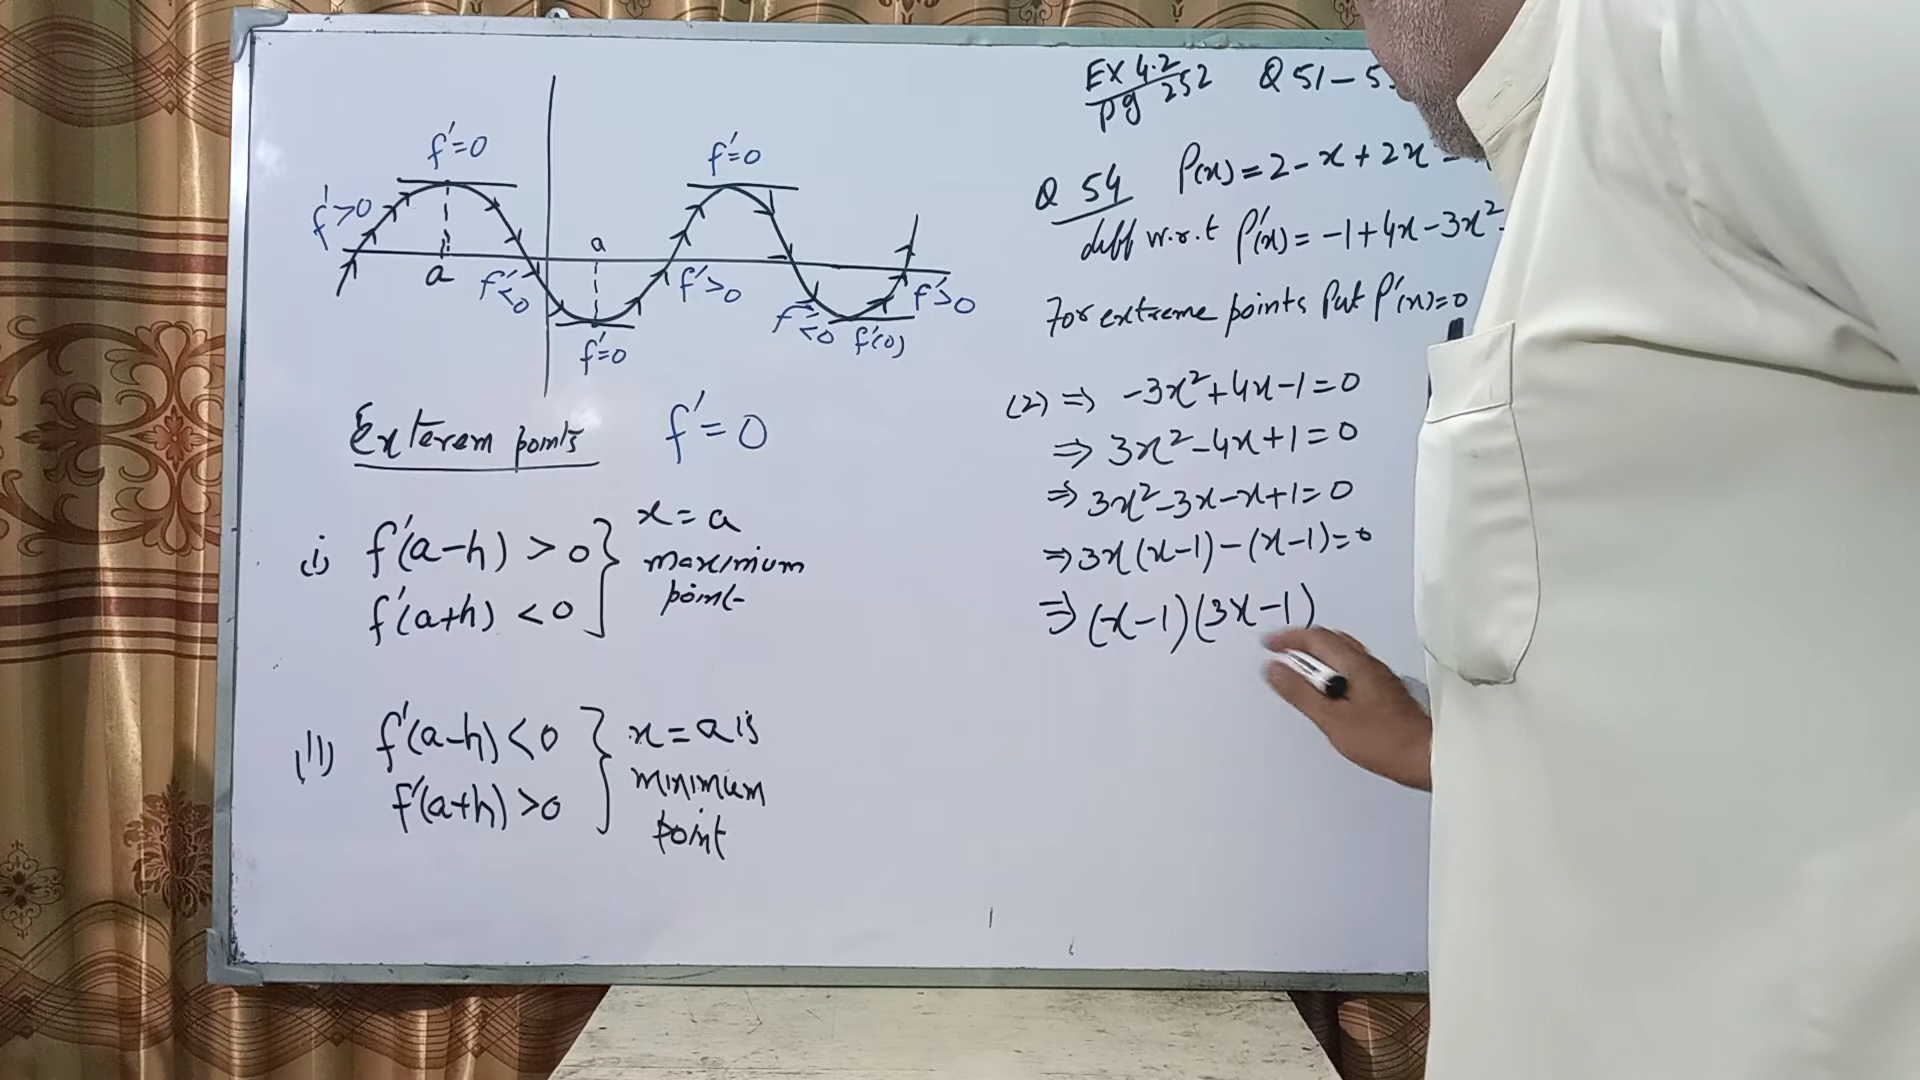 f'=0
f'=0
f'>0
a
a
f'<0
f'>0
f'<0
f'(0)
f'>0
f'=0
Exterem points f'=0
(i) f'(a-h) > 0
f'(a+h) < 0
x = a
maximum
point
(ii) f'(a-h) < 0
f'(a+h) > 0
x = a is
minimum
point
EX 4.2
pg 252
Q 51 - 5
Q 54 P(x) = 2 - x + 2x -
diff w.r.t P'(x) = -1 + 4x - 3x²
For extreme points Put P'(x)=0
(2) ⇒ -3x² + 4x - 1 = 0
⇒ 3x² - 4x + 1 = 0
⇒ 3x² - 3x - x + 1 = 0
⇒ 3x(x-1) - (x-1) = 0
⇒ (x-1)(3x-1)